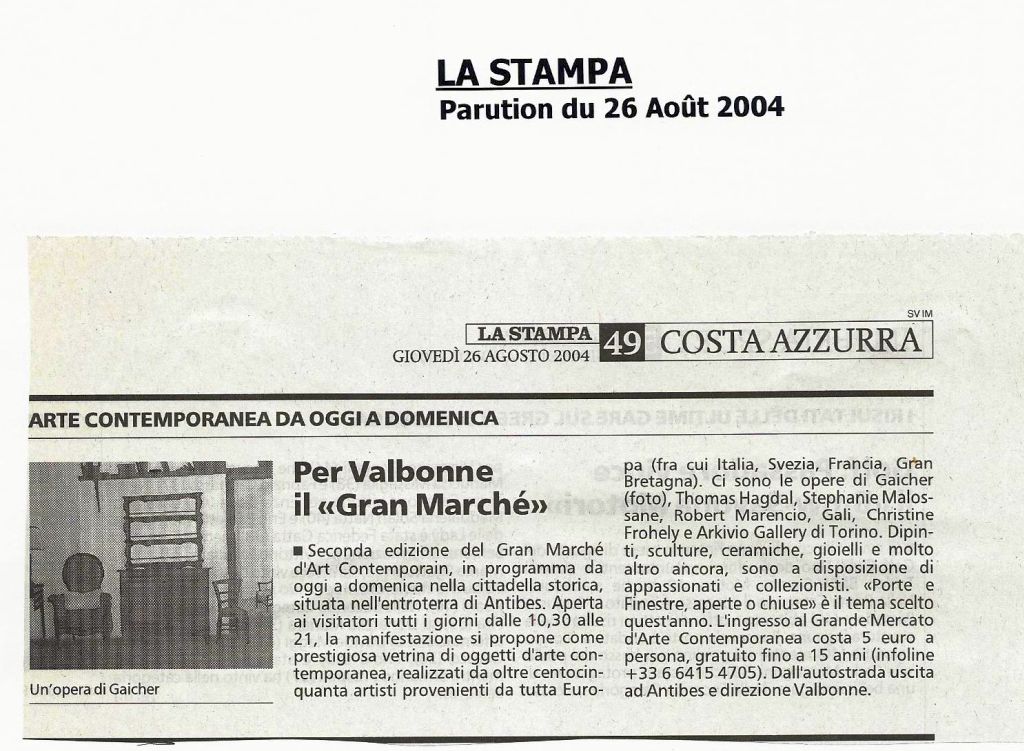 LA STAMPA
Parution du 26 Août 2004
SV IM
LA STAMPA
GIOVEDÌ 26 AGOSTO 2004
49
COSTA AZZURRA
ARTE CONTEMPORANEA DA OGGI A DOMENICA
Un'opera di Gaicher
Per Valbonne
il «Gran Marché»
■ Seconda edizione del Gran Marché
d'Art Contemporain, in programma da
oggi a domenica nella cittadella storica,
situata nell'entroterra di Antibes. Aperta
ai visitatori tutti i giorni dalle 10,30 alle
21, la manifestazione si propone come
prestigiosa vetrina di oggetti d'arte con-
temporanea, realizzati da oltre centocin-
quanta artisti provenienti da tutta Euro-
pa (fra cui Italia, Svezia, Francia, Gran
Bretagna). Ci sono le opere di Gaicher
(foto), Thomas Hagdal, Stephanie Malos-
sane, Robert Marencio, Gali, Christine
Frohely e Arkivio Gallery di Torino. Dipin-
ti, sculture, ceramiche, gioielli e molto
altro ancora, sono a disposizione di
appassionati e collezionisti. «Porte e
Finestre, aperte o chiuse» è il tema scelto
quest'anno. L'ingresso al Grande Mercato
d'Arte Contemporanea costa 5 euro a
persona, gratuito fino a 15 anni (infoline
+33 6 6415 4705). Dall'autostrada uscita
ad Antibes e direzione Valbonne.